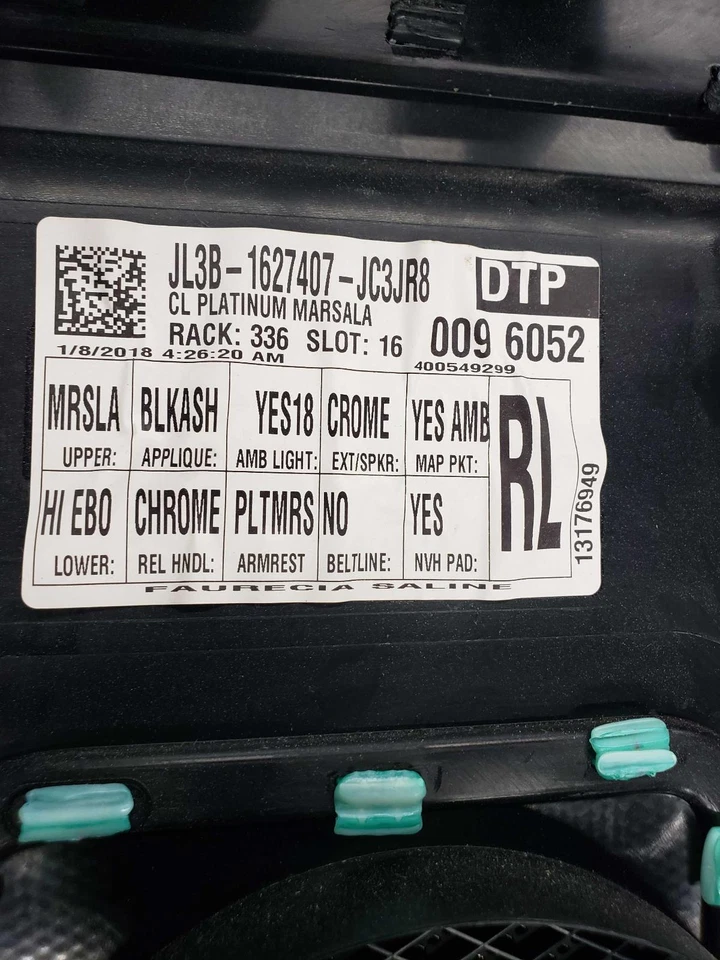 JL3B-1627407-JC3JR8 DTP
CL PLATINUM MARSALA
RACK: 336 SLOT: 16 009 6052
1/8/2018 4:26:20 AM 400549299
MRSLA BLKASH YES18 CROME YES AMB RL
UPPER: APPLIQUE: AMB LIGHT: EXT/SPKR: MAP PKT:
HI EBO CHROME PLTMRS NO YES
LOWER: REL HNDL: ARMREST BELTLINE: NVH PAD:
13176949
FAURECIA SALINE